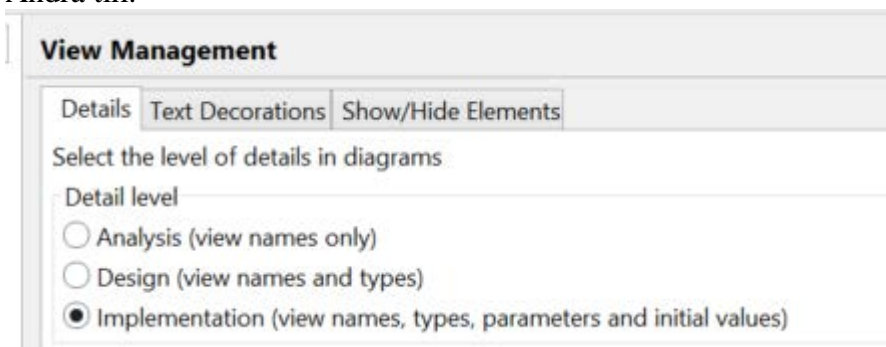 View Management
Details Text Decorations Show/Hide Elements
Select the level of details in diagrams
Detail level
Analysis (view names only)
Design (view names and types)
Implementation (view names, types, parameters and initial values)